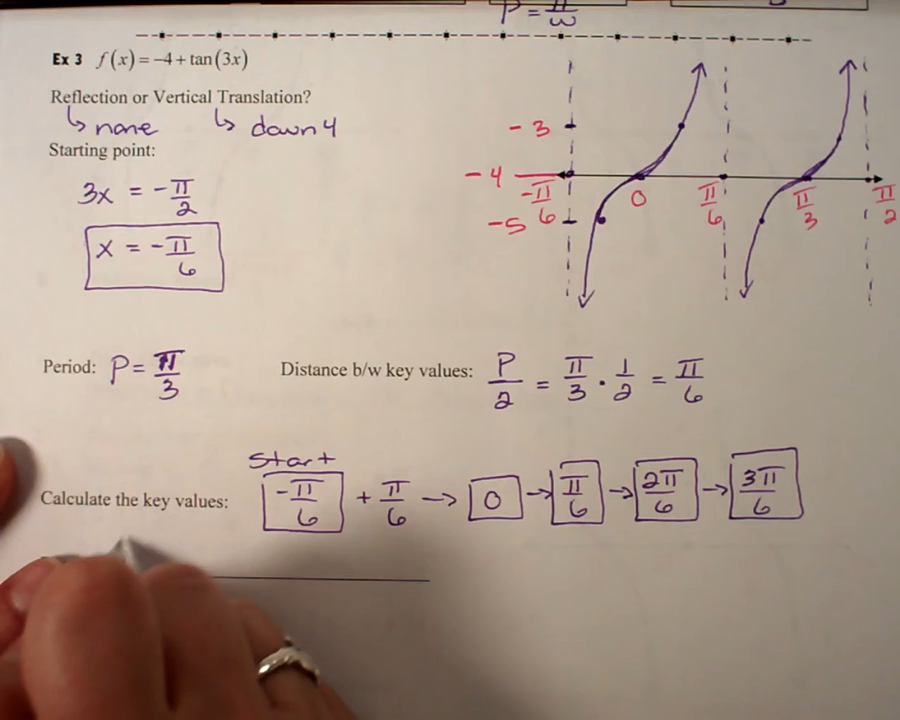 P = π/ω
Ex 3 f(x) = −4 + tan(3x)
Reflection or Vertical Translation?
↳ none ↳ down 4
Starting point:
3x = -π/2
x = -π/6
-3
-4
-5
-π/6 0 π/6 π/3 π/2
Period: P = π/3 Distance b/w key values: P/2 = π/3 · 1/2 = π/6
Start
Calculate the key values: -π/6 + π/6 → 0 → π/6 → 2π/6 → 3π/6